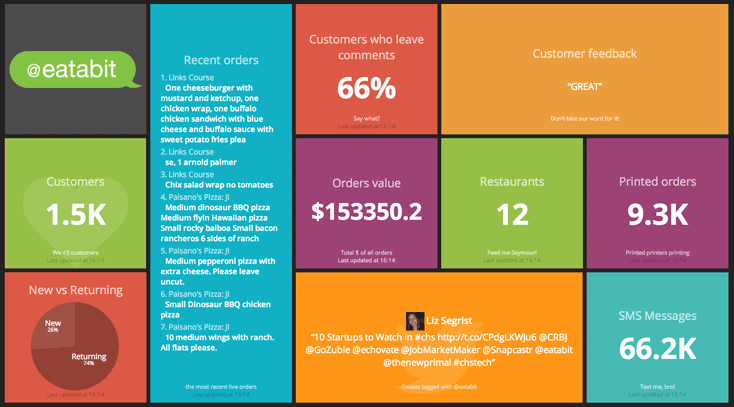 @eatabit
Recent orders
1. Links Course
One cheeseburger with
mustard and ketchup, one
chicken wrap, one buffalo
chicken sandwich with blue
cheese and buffalo sauce with
sweet potato fries plea
2. Links Course
se, 1 arnold palmer
3. Links Course
Chix salad wrap no tomatoes
4. Paisano's Pizza: JI
Medium dinosaur BBQ pizza
Medium flyin Hawaiian pizza
Small rocky balboa Small bacon
rancheros 6 sides of ranch
5. Paisano's Pizza: JI
Medium pepperoni pizza with
extra cheese. Please leave
uncut.
6. Paisano's Pizza: JI
Small Dinosaur BBQ chicken
pizza
7. Paisano's Pizza: JI
10 medium wings with ranch.
All flats please.
the most recent live orders
Last updated at 16:14
Customers who leave
comments
66%
Say what?
Last updated at 16:14
Customer feedback
“GREAT”
Don't take our word for it!
Customers
1.5K
We <3 customers
Last updated at 16:14
Orders value
$153350.2
Total $ of all orders
Last updated at 16:14
Restaurants
12
Feed me Seymour!
Last updated at 16:14
Printed orders
9.3K
Printed printers printing
Last updated at 16:14
New vs Returning
New
26%
Returning
74%
Last updated at 16:14
Liz Segrist
“10 Startups to Watch in #chs http://t.co/CPdgLKWJu6 @CRBJ
@GoZubie @echovate @JobMarketMaker @Snapcastr @eatabit
@thenewprimal #chstech”
Tweets tagged with @eatabit
SMS Messages
66.2K
Text me, bro!
Last updated at 16:14